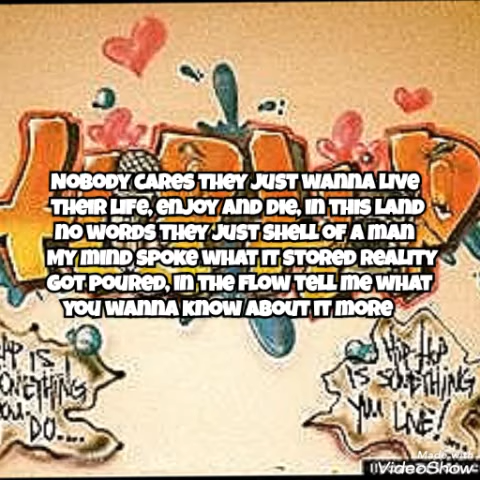 NOBODY CARES THEY JUST WANNA LIVE
THEIR LIFE, ENJOY AND DIE, IN THIS LAND
NO WORDS THEY JUST SHELL OF A MAN
MY MIND SPOKE WHAT IT STORED REALITY
GOT POURED, IN THE FLOW TELL ME WHAT
YOU WANNA KNOW ABOUT IT MORE
IS
SOMETHING
YOU
DO....
HIP-HOP
IS SOMETHING
YOU LIVE!
Made with
VideoShow